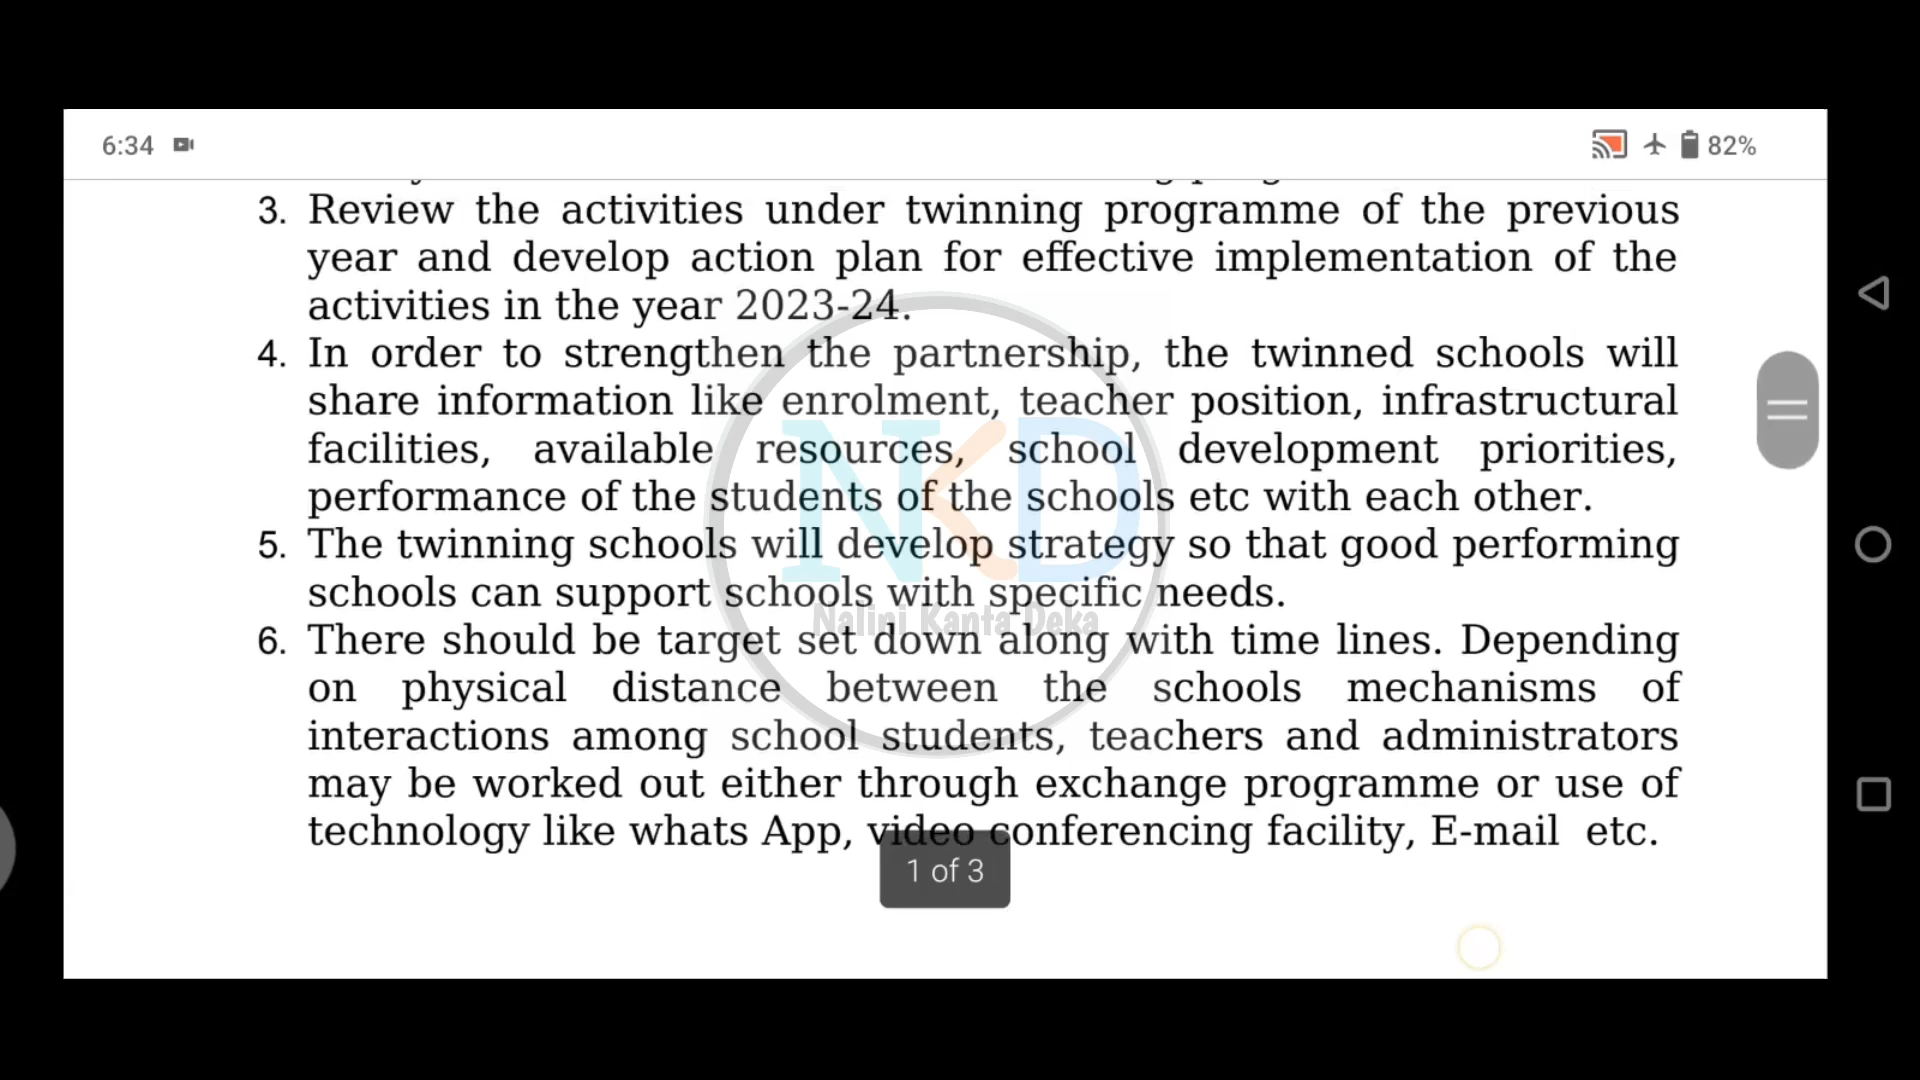 6:34
82%
3. Review the activities under twinning programme of the previous
year and develop action plan for effective implementation of the
activities in the year 2023-24.
4. In order to strengthen the partnership, the twinned schools will
share information like enrolment, teacher position, infrastructural
facilities, available resources, school development priorities,
performance of the students of the schools etc with each other.
5. The twinning schools will develop strategy so that good performing
schools can support schools with specific needs.
NKD
Nalini Kanta Deka
6. There should be target set down along with time lines. Depending
on physical distance between the schools mechanisms of
interactions among school students, teachers and administrators
may be worked out either through exchange programme or use of
technology like whats App, video conferencing facility, E-mail etc.
1 of 3